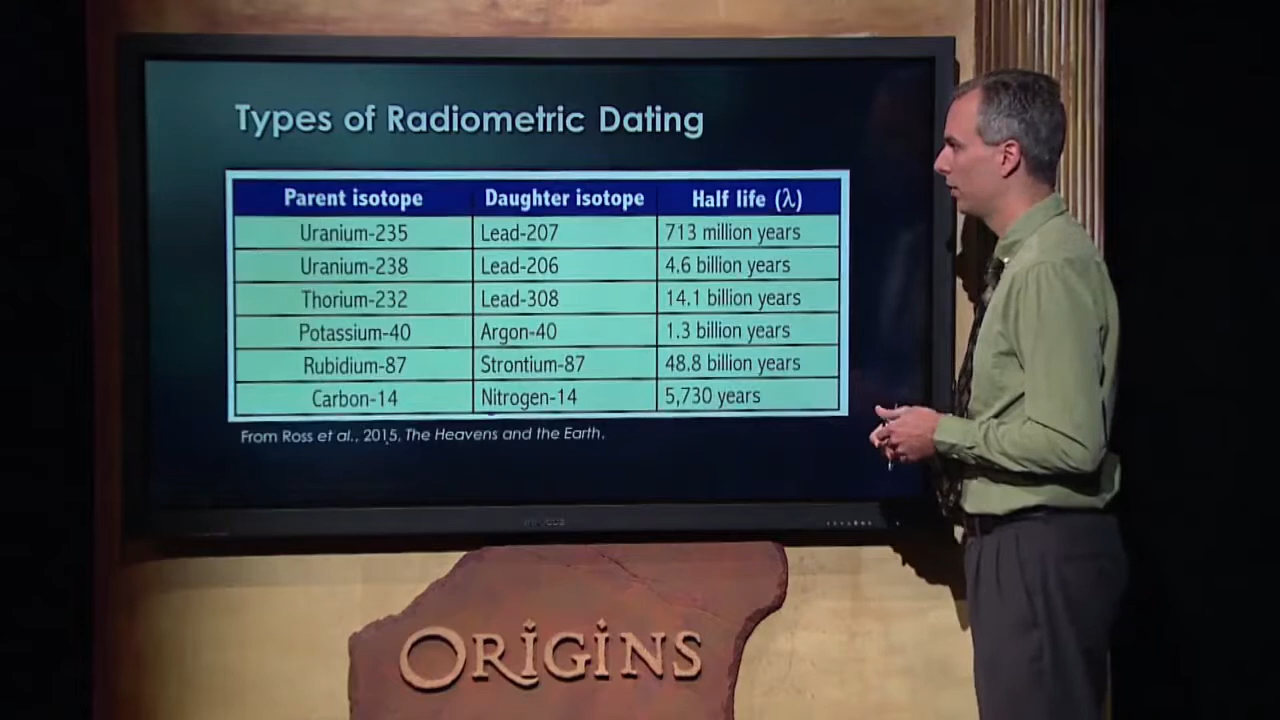 Types of Radiometric Dating
Parent isotope Daughter isotope Half life (λ)
Uranium-235 Lead-207 713 million years
Uranium-238 Lead-206 4.6 billion years
Thorium-232 Lead-308 14.1 billion years
Potassium-40 Argon-40 1.3 billion years
Rubidium-87 Strontium-87 48.8 billion years
Carbon-14 Nitrogen-14 5,730 years
From Ross et al., 2015, The Heavens and the Earth.
ORiGiNS